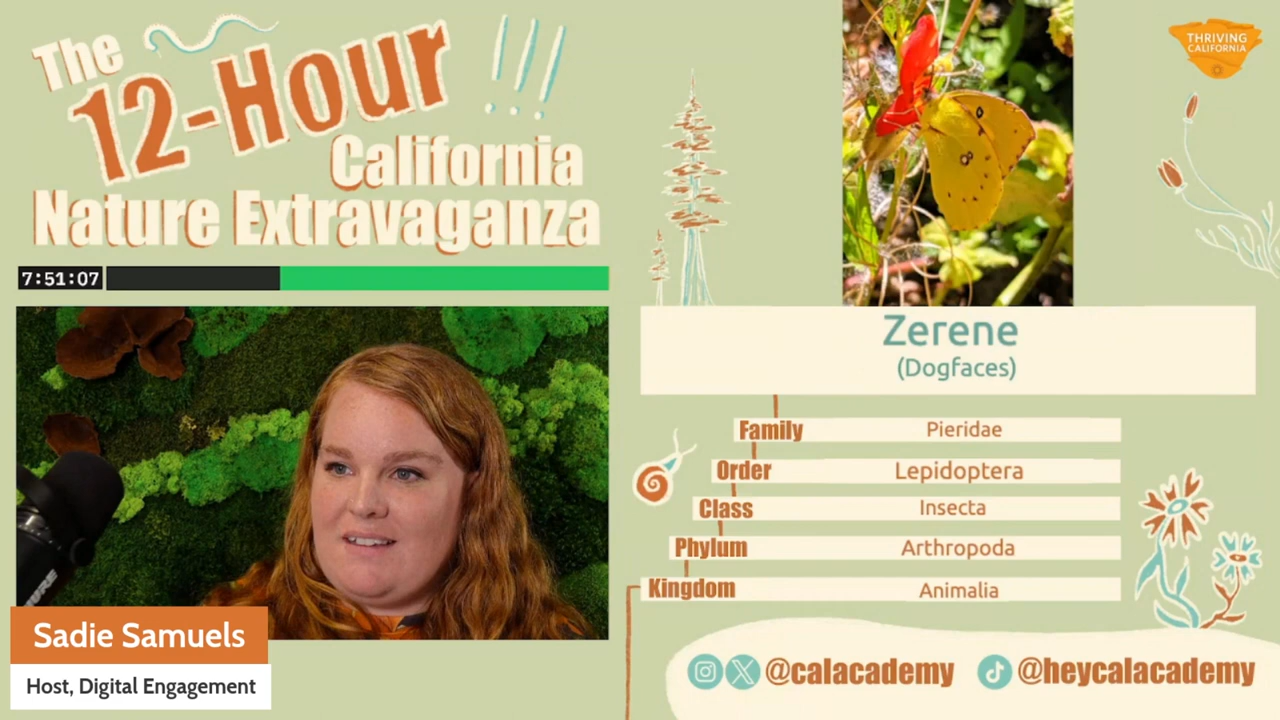 The
12-Hour !!!
California
Nature Extravaganza
7:51:07
THRIVING
CALIFORNIA
Zerene
(Dogfaces)
Family Pieridae
Order Lepidoptera
Class Insecta
Phylum Arthropoda
Kingdom Animalia
SHURE
Sadie Samuels
Host, Digital Engagement
@calacademy @heycalacademy